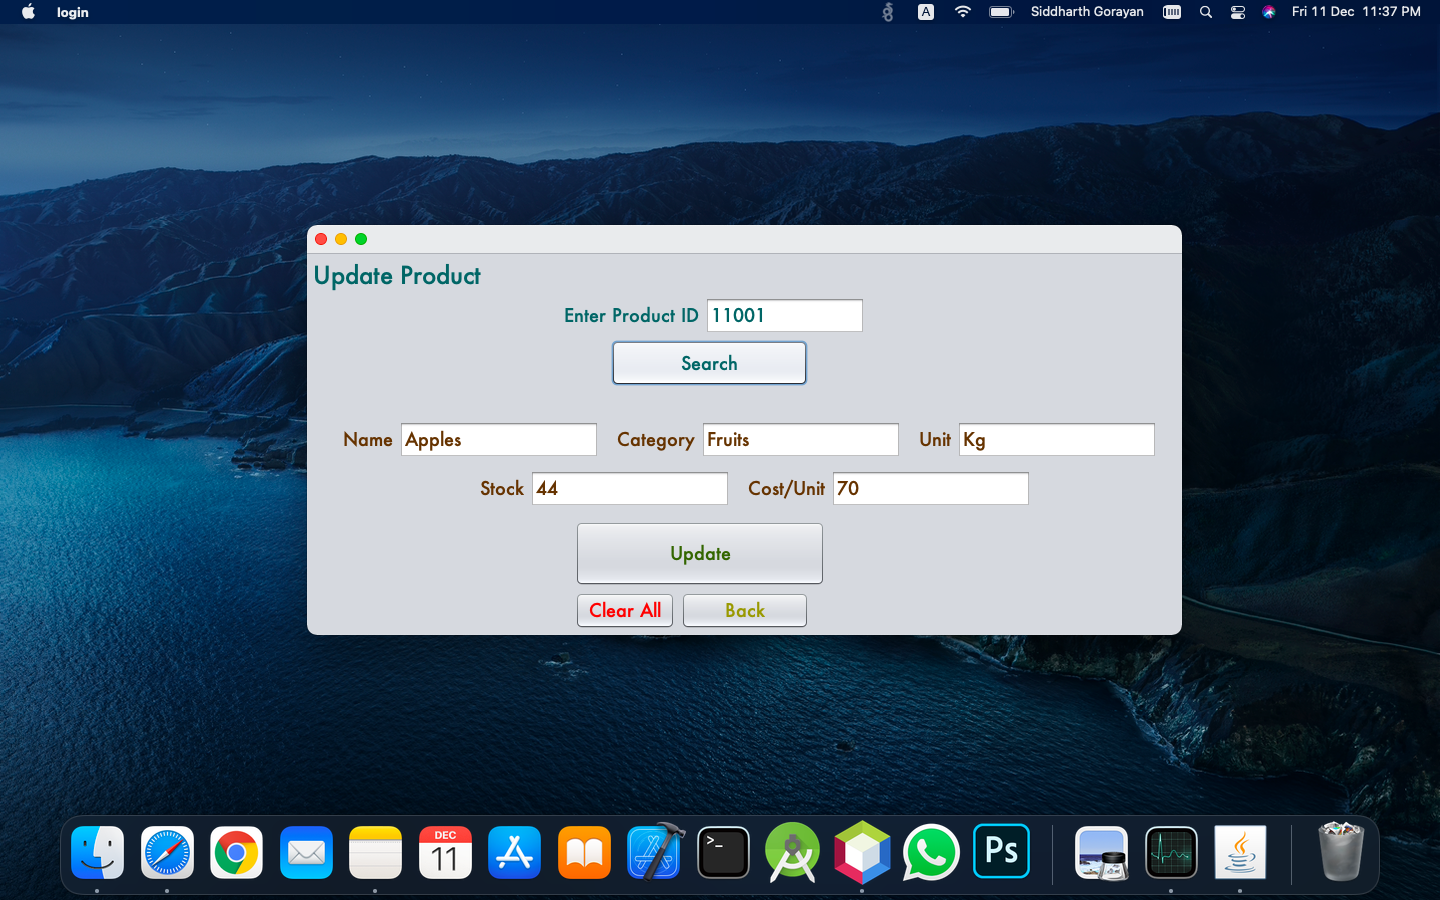 login A Siddharth Gorayan Fri 11 Dec 11:37 PM
Update Product
Enter Product ID 11001
Search
Name Apples Category Fruits Unit Kg
Stock 44 Cost/Unit 70
Update
Clear All Back
DEC
11
>_
Ps